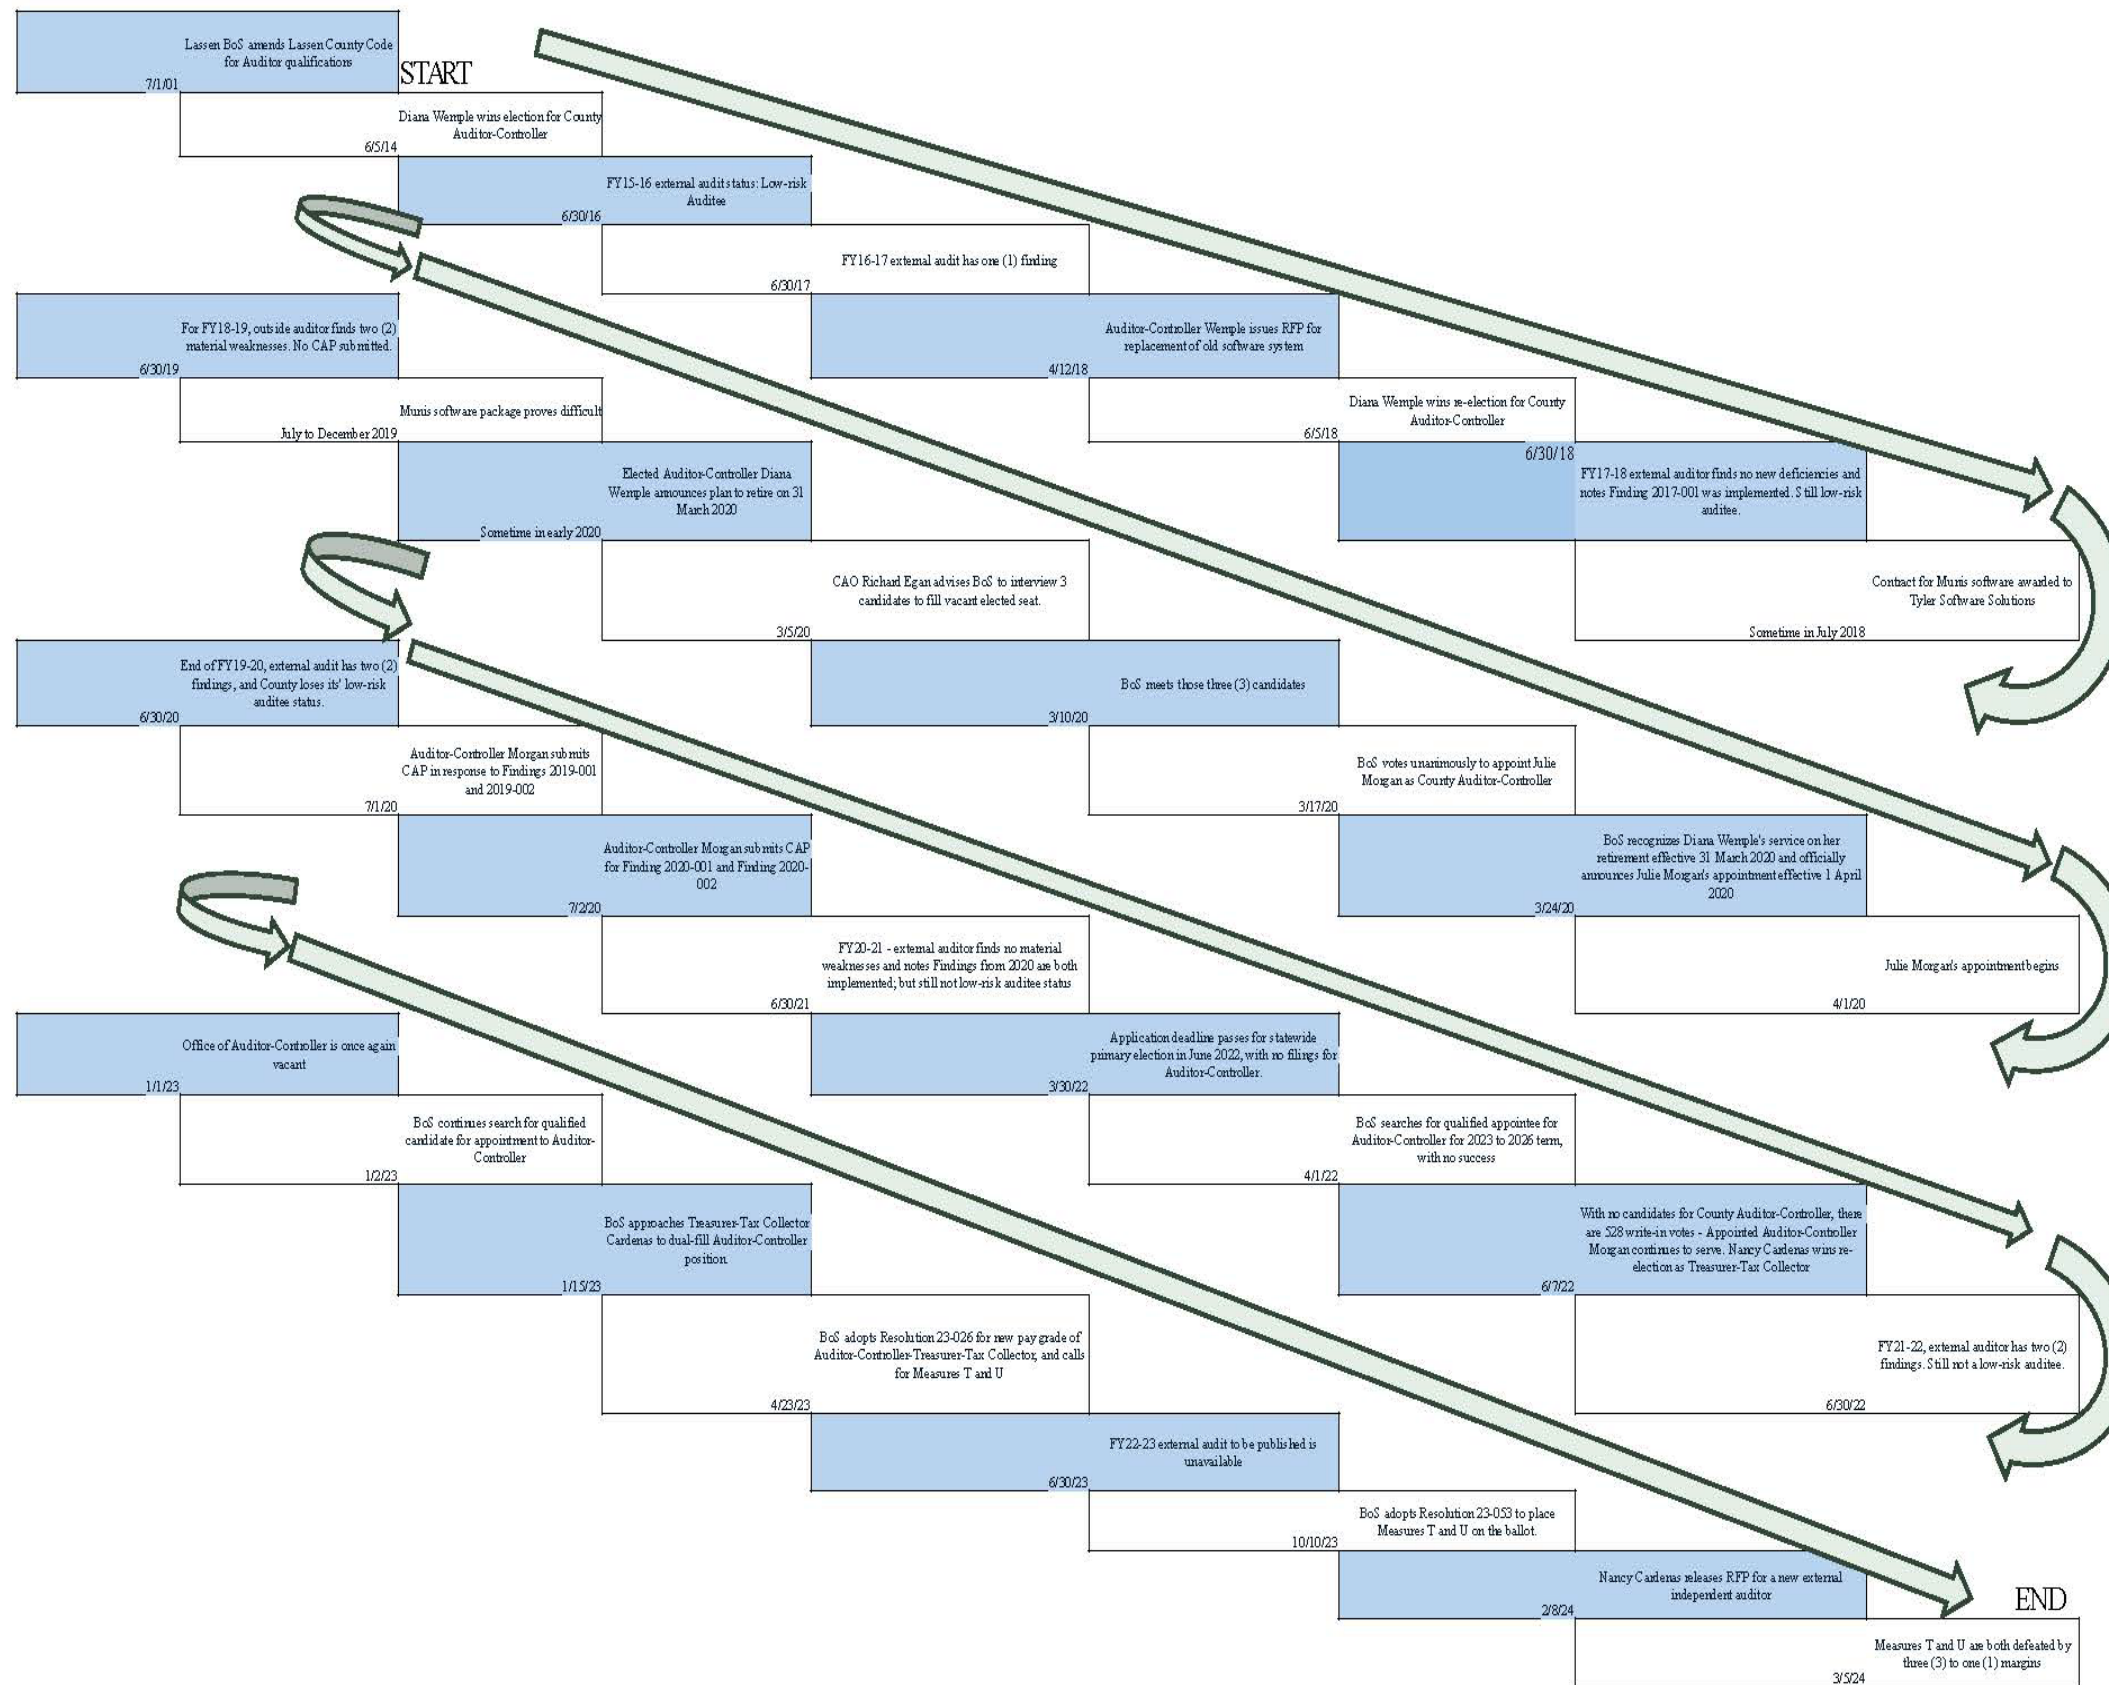 Lassen BoS amends Lassen County Code
for Auditor qualifications
7/1/01
START
Diana Wemple wins election for County
Auditor-Controller
6/5/14
FY15-16 external audit status: Low-risk
Auditee
6/30/16
FY16-17 external audit has one (1) finding
6/30/17
Auditor-Controller Wemple issues RFP for
replacement of old software system
4/12/18
Diana Wemple wins re-election for County
Auditor-Controller
6/5/18
6/30/18
FY17-18 external auditor finds no new deficiencies and
notes Finding 2017-001 was implemented. Still low-risk
auditee.
Contract for Munis software awarded to
Tyler Software Solutions
Sometime in July 2018
For FY18-19, outside auditor finds two (2)
material weaknesses. No CAP submitted.
6/30/19
Munis software package proves difficult
July to December 2019
Elected Auditor-Controller Diana
Wemple announces plan to retire on 31
March 2020
Sometime in early 2020
CAO Richard Egan advises BoS to interview 3
candidates to fill vacant elected seat.
3/5/20
BoS meets those three (3) candidates
3/10/20
BoS votes unanimously to appoint Julie
Morgan as County Auditor-Controller
3/17/20
BoS recognizes Diana Wemple's service on her
retirement effective 31 March 2020 and officially
announces Julie Morgan's appointment effective 1 April
2020
3/24/20
Julie Morgan's appointment begins
4/1/20
End of FY19-20, external audit has two (2)
findings, and County loses its' low-risk
auditee status.
6/30/20
Auditor-Controller Morgan submits
CAP in response to Findings 2019-001
and 2019-002
7/1/20
Auditor-Controller Morgan submits CAP
for Finding 2020-001 and Finding 2020-
002
7/2/20
FY20-21 - external auditor finds no material
weaknesses and notes Findings from 2020 are both
implemented; but still not low-risk auditee status
6/30/21
Application deadline passes for statewide
primary election in June 2022, with no filings for
Auditor-Controller.
3/30/22
BoS searches for qualified appointee for
Auditor-Controller for 2023 to 2026 term,
with no success
4/1/22
With no candidates for County Auditor-Controller, there
are 528 write-in votes - Appointed Auditor-Controller
Morgan continues to serve. Nancy Cardenas wins re-
election as Treasurer-Tax Collector
6/7/22
FY21-22, external auditor has two (2)
findings. Still not a low-risk auditee.
6/30/22
Office of Auditor-Controller is once again
vacant
1/1/23
BoS continues search for qualified
candidate for appointment to Auditor-
Controller
1/2/23
BoS approaches Treasurer-Tax Collector
Cardenas to dual-fill Auditor-Controller
position.
1/15/23
BoS adopts Resolution 23-026 for new pay grade of
Auditor-Controller-Treasurer-Tax Collector, and calls
for Measures T and U
4/23/23
FY22-23 external audit to be published is
unavailable
6/30/23
BoS adopts Resolution 23-053 to place
Measures T and U on the ballot.
10/10/23
Nancy Cardenas releases RFP for a new external
independent auditor
2/8/24
END
Measures T and U are both defeated by
three (3) to one (1) margins
3/5/24